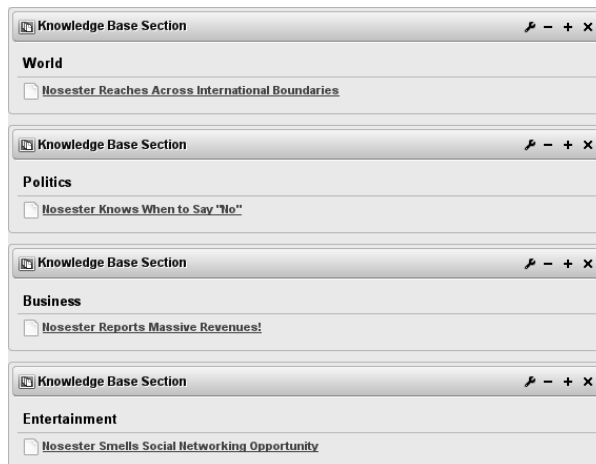 Knowledge Base Section
World
Nosester Reaches Across International Boundaries
Knowledge Base Section
Politics
Nosester Knows When to Say "No"
Knowledge Base Section
Business
Nosester Reports Massive Revenues!
Knowledge Base Section
Entertainment
Nosester Smells Social Networking Opportunity